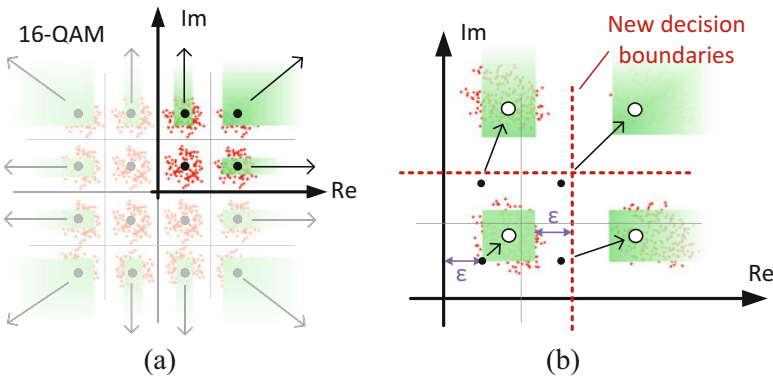 16-QAM
Im
Re
(a)
Im
New decision
boundaries
ε
ε
Re
(b)